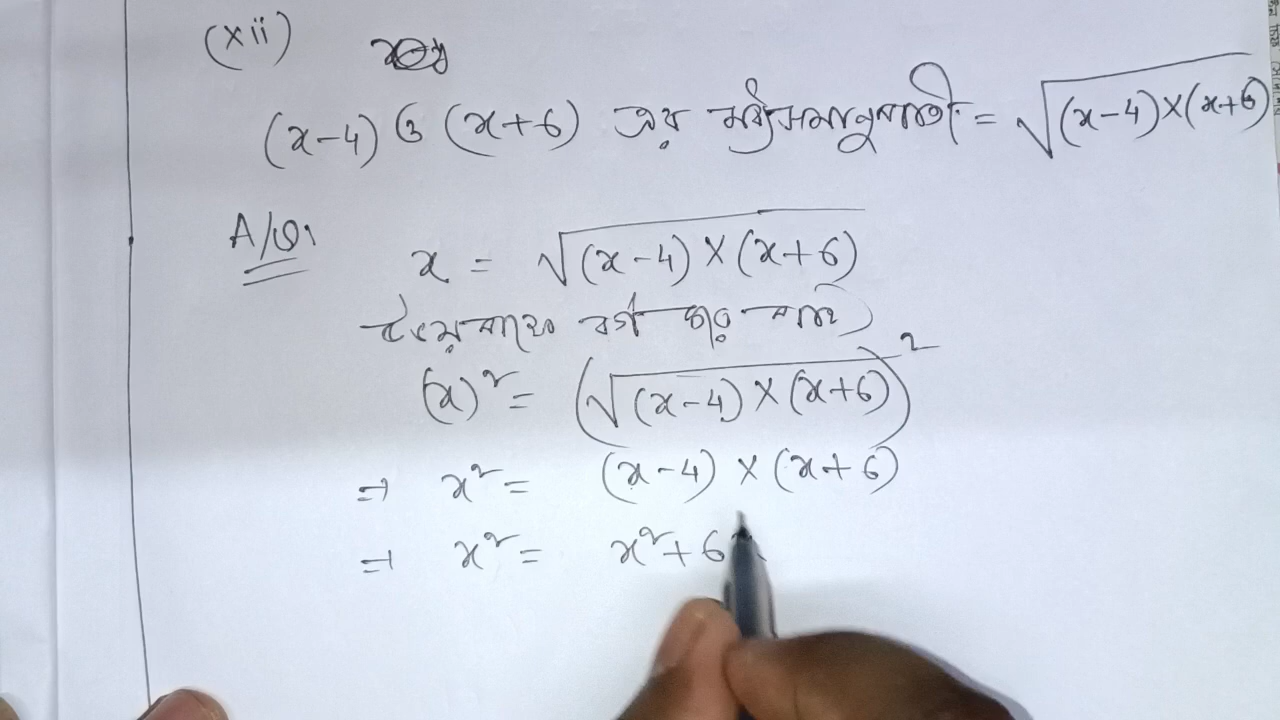 (xii)
(x-4) ও (x+6) এর মধ্যসমানুপাতী = √(x-4)×(x+6)
A/Q,
x = √(x-4)×(x+6)
উভয়পক্ষে বর্গ করে পাই
(x)² = (√(x-4)×(x+6))²
⇒ x² = (x-4)×(x+6)
⇒ x² = x²+6